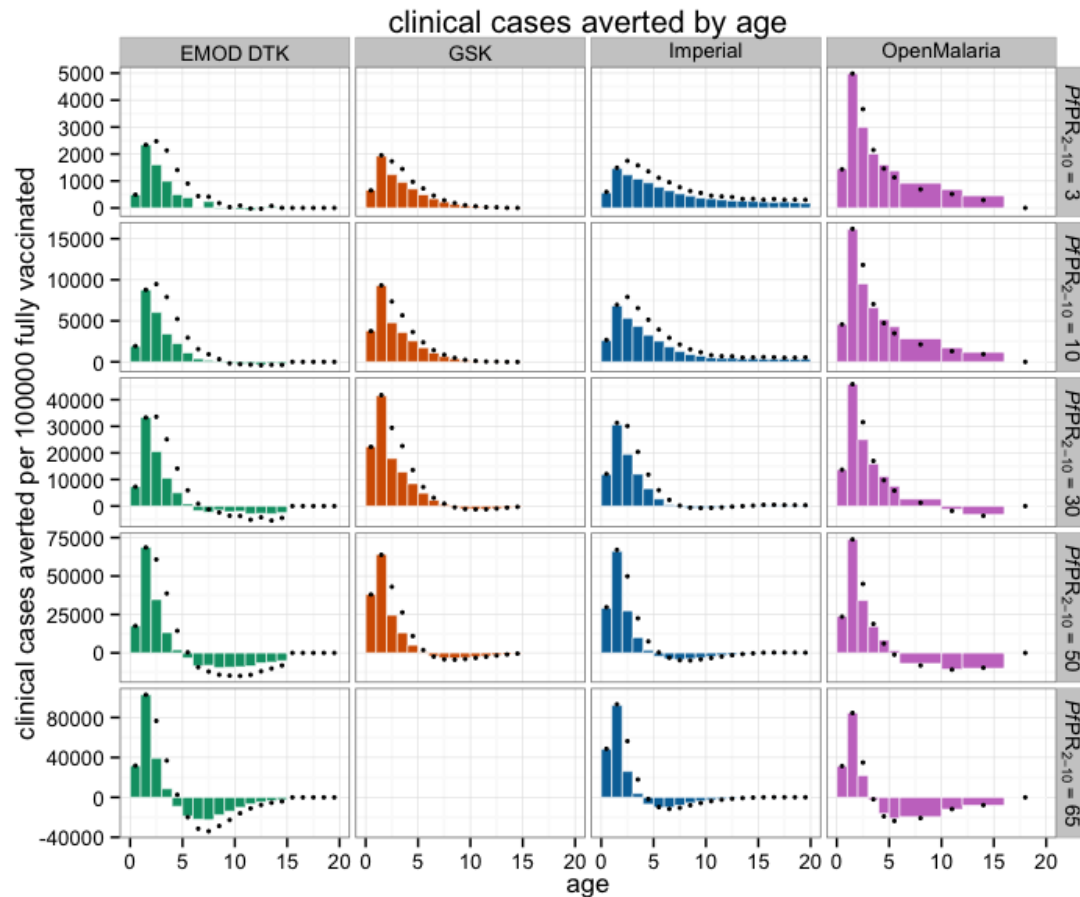 clinical cases averted by age
EMOD DTK GSK Imperial OpenMalaria
clinical cases averted per 100000 fully vaccinated
5000
4000
3000
2000
1000
0
PfPR2−10 = 3
15000
10000
5000
0
PfPR2−10 = 10
40000
30000
20000
10000
0
PfPR2−10 = 30
75000
50000
25000
0
PfPR2−10 = 50
80000
40000
0
-40000
PfPR2−10 = 65
0 5 10 15 20 0 5 10 15 20 0 5 10 15 20 0 5 10 15 20
age